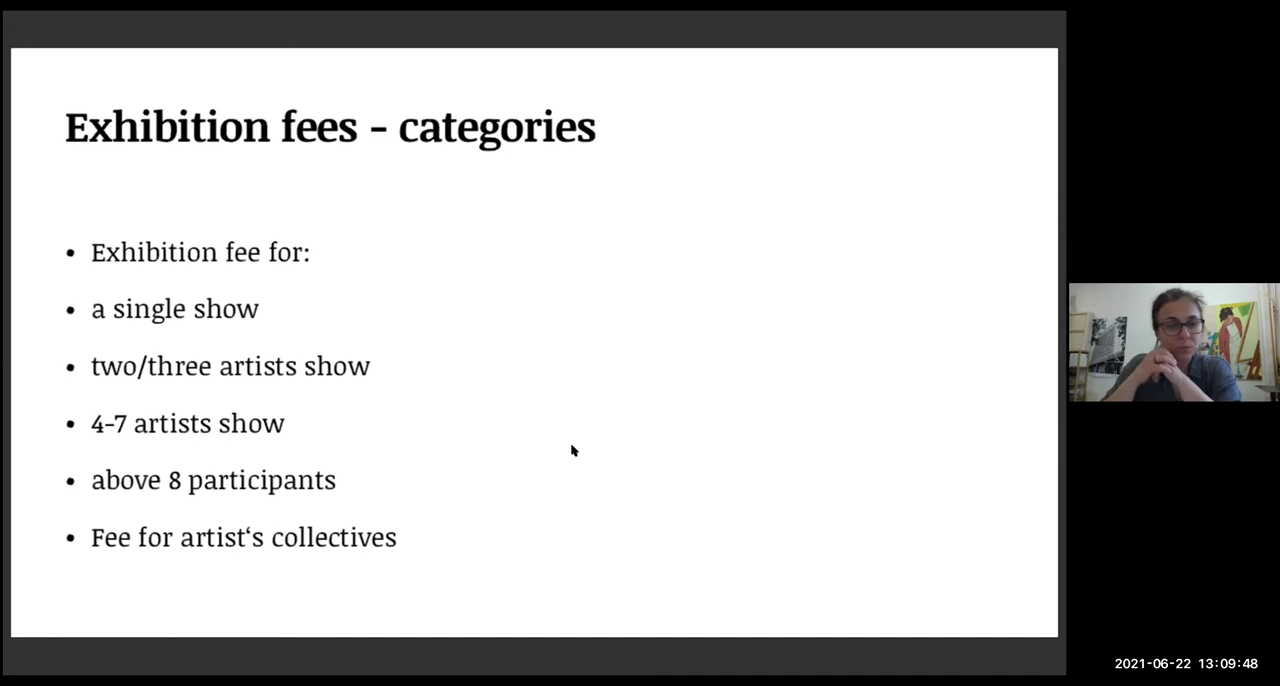 Exhibition fees - categories
• Exhibition fee for:
• a single show
• two/three artists show
• 4-7 artists show
• above 8 participants
• Fee for artist‘s collectives
2021-06-22 13:09:48